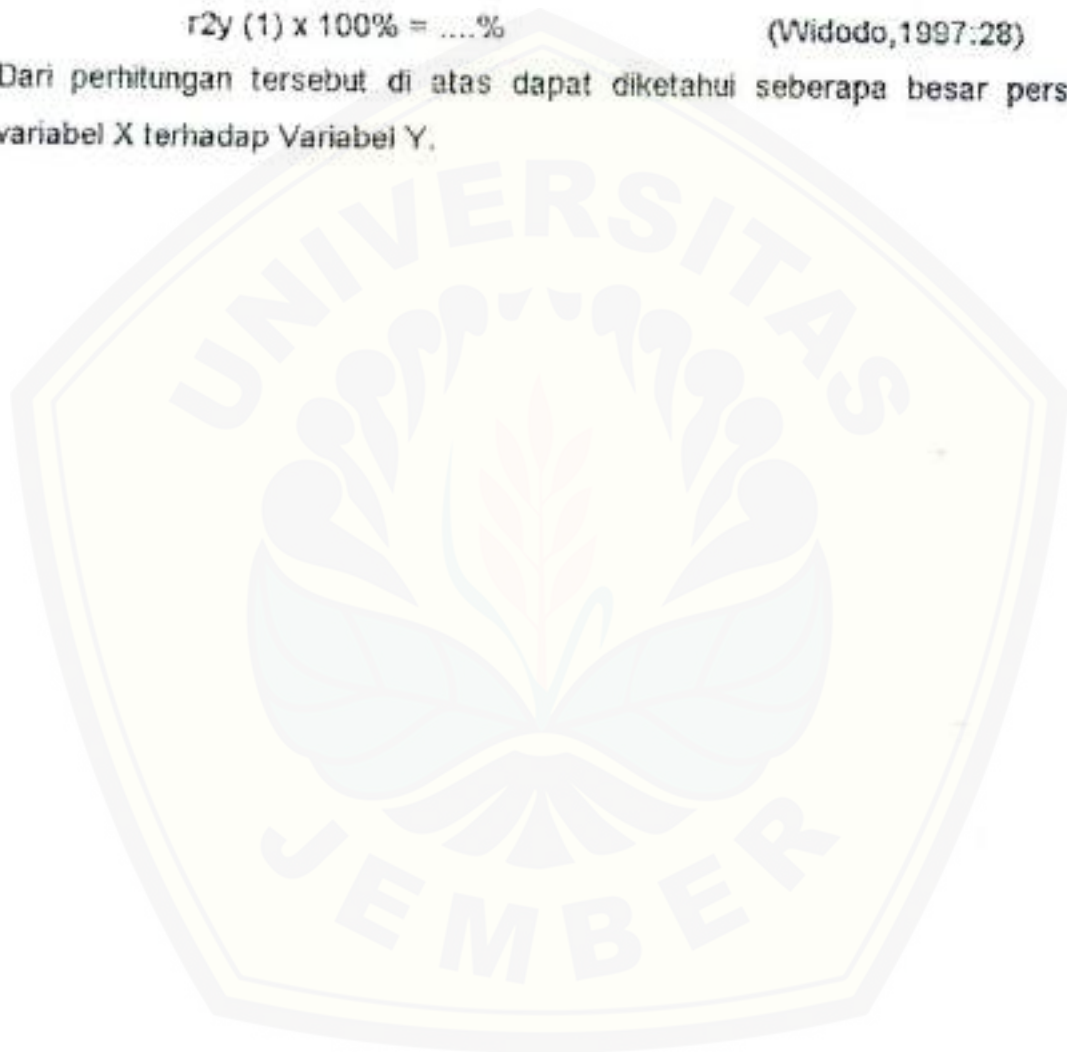 r2y (1) x 100% = ....% (Widodo,1997:28)
Dari perhitungan tersebut di atas dapat diketahui seberapa besar pers
variabel X terhadap Variabel Y.
UNIVERSITAS
JEMBER